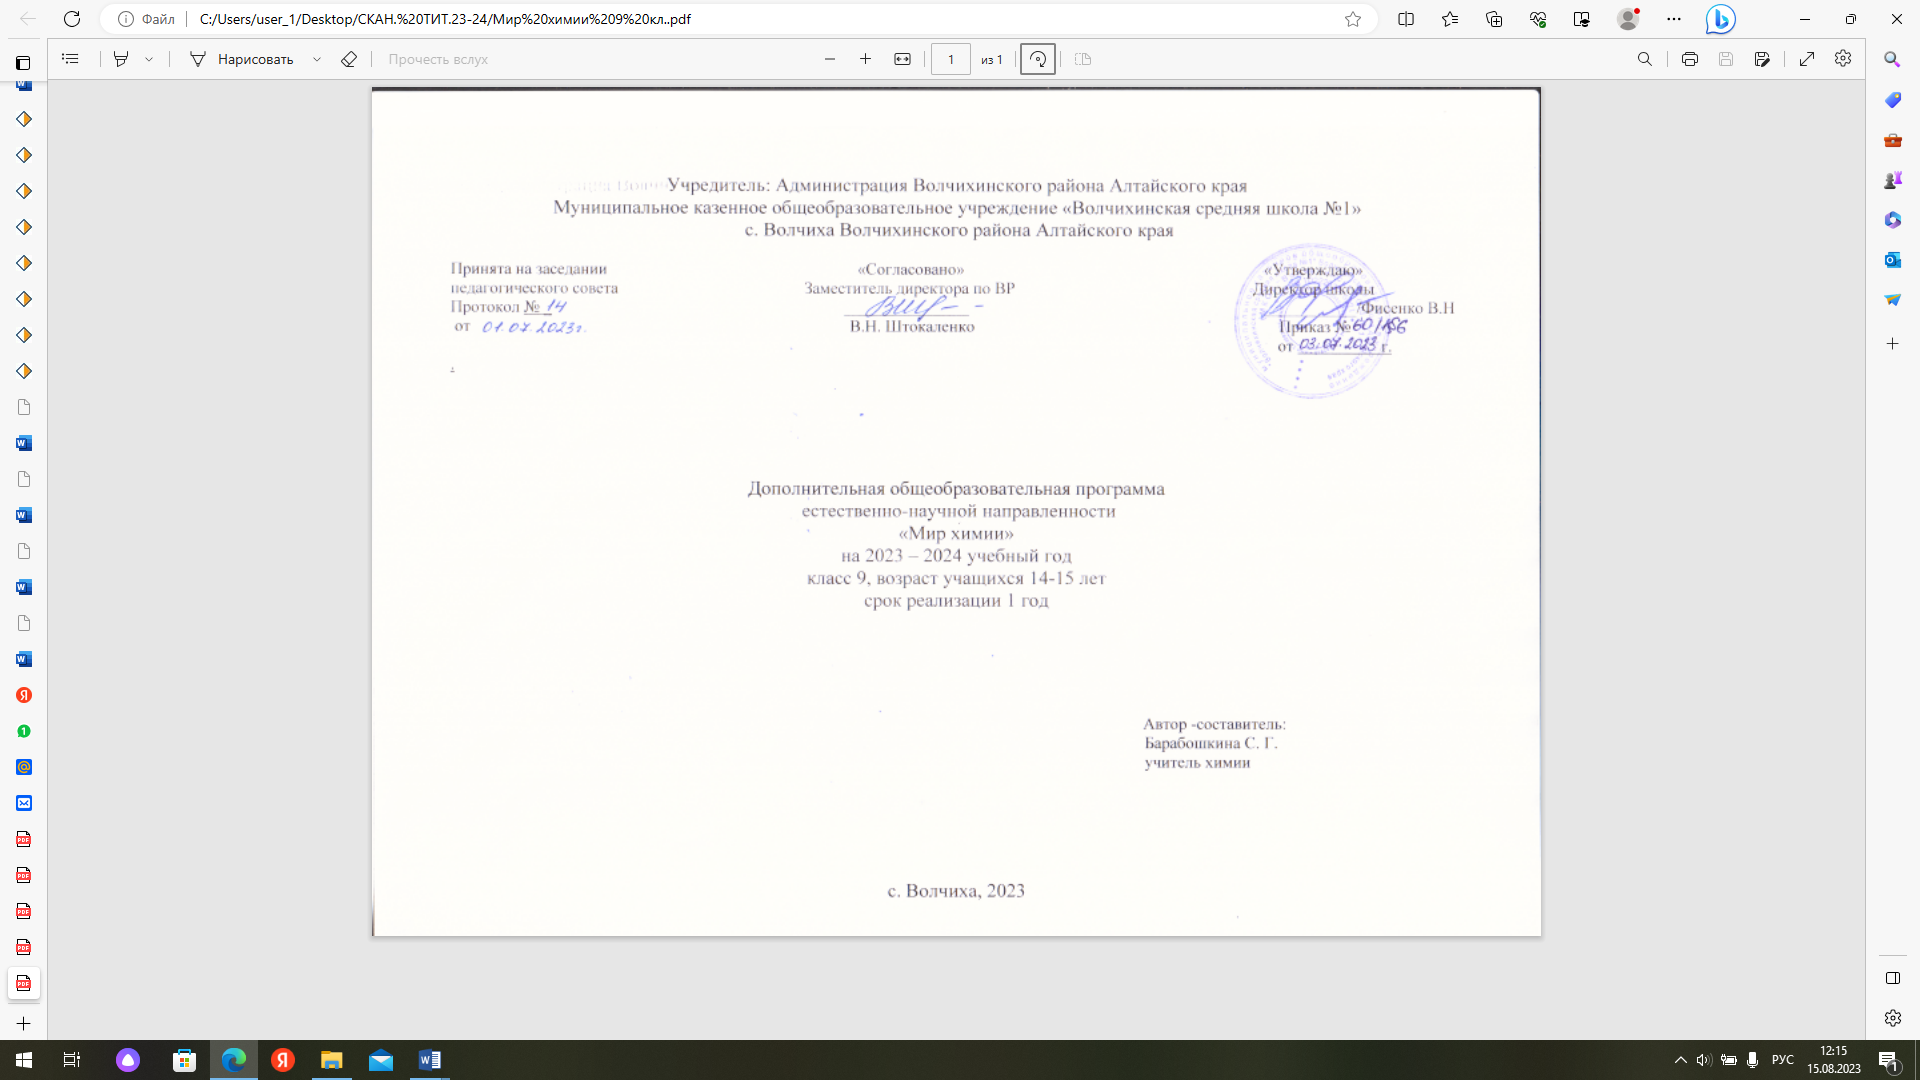 Файл
C:/Users/user_1/Desktop/СКАН.%20ТИТ.23-24/Мир%20химии%209%20кл..pdf
Нарисовать
Прочесть вслух
1
из 1
Учредитель: Администрация Волчихинского района Алтайского края
Муниципальное казенное общеобразовательное учреждение «Волчихинская средняя школа №1»
с. Волчиха Волчихинского района Алтайского края
Принята на заседании
педагогического совета
Протокол № 14
от 01.07.2023г.
«Согласовано»
Заместитель директора по ВР
В.Н. Штокаленко
«Утверждаю»
Директор школы
/Фисенко В.Н
Приказ № 60/156
от 03.07.2023 г.
Дополнительная общеобразовательная программа
естественно-научной направленности
«Мир химии»
на 2023 – 2024 учебный год
класс 9, возраст учащихся 14-15 лет
срок реализации 1 год
Автор -составитель:
Барабошкина С. Г.
учитель химии
с. Волчиха, 2023
РУС
12:15
15.08.2023
1